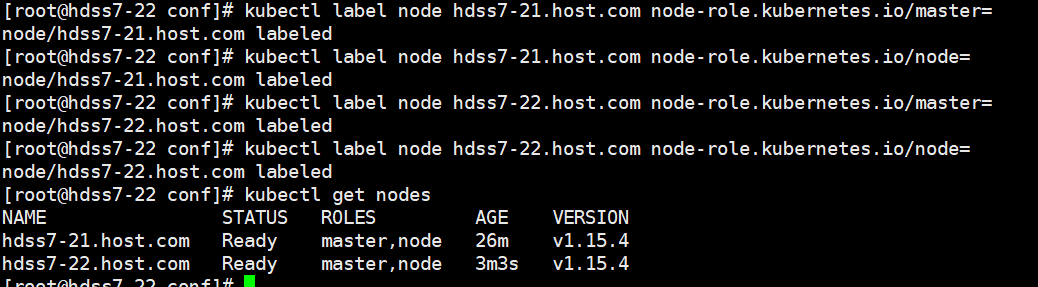 [root@hdss7-22 conf]# kubectl label node hdss7-21.host.com node-role.kubernetes.io/master=
node/hdss7-21.host.com labeled
[root@hdss7-22 conf]# kubectl label node hdss7-21.host.com node-role.kubernetes.io/node=
node/hdss7-21.host.com labeled
[root@hdss7-22 conf]# kubectl label node hdss7-22.host.com node-role.kubernetes.io/master=
node/hdss7-22.host.com labeled
[root@hdss7-22 conf]# kubectl label node hdss7-22.host.com node-role.kubernetes.io/node=
node/hdss7-22.host.com labeled
[root@hdss7-22 conf]# kubectl get nodes
NAME                STATUS   ROLES         AGE    VERSION
hdss7-21.host.com   Ready    master,node   26m    v1.15.4
hdss7-22.host.com   Ready    master,node   3m3s   v1.15.4
[root@hdss7-22 conf]#